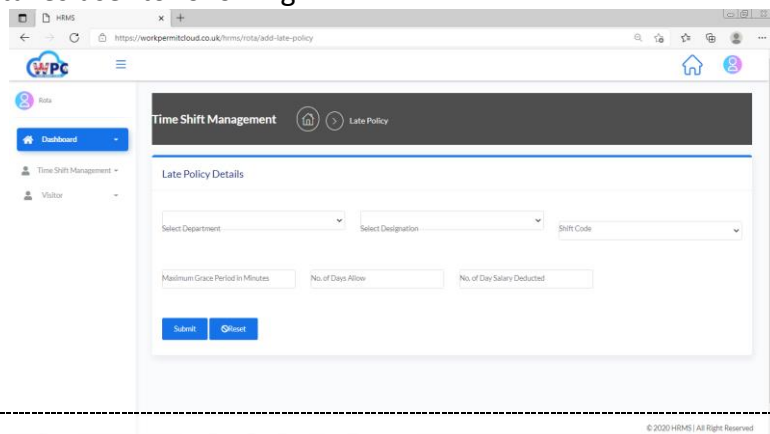 HRMS
https://workpermitcloud.co.uk/hrms/rota/add-late-policy
WPC
Rota
Dashboard
Time Shift Management
Visitor
Time Shift Management Late Policy
Late Policy Details
Select Department Select Designation Shift Code
Maximum Grace Period in Minutes No. of Days Allow No. of Day Salary Deducted
Submit Reset
© 2020 HRMS | All Right Reserved